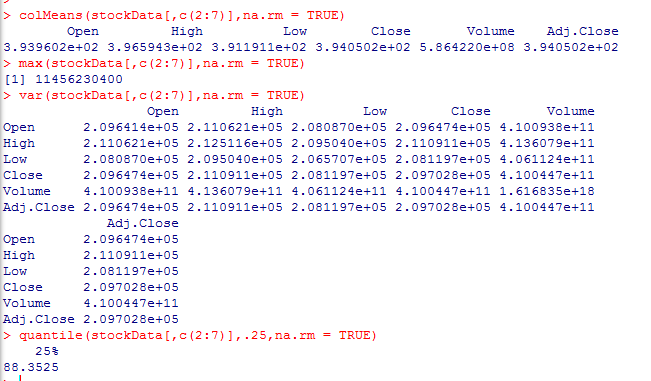 > colMeans(stockData[,c(2:7)],na.rm = TRUE)
Open High Low Close Volume Adj.Close
3.939602e+02 3.965943e+02 3.911911e+02 3.940502e+02 5.864220e+08 3.940502e+02
> max(stockData[,c(2:7)],na.rm = TRUE)
[1] 11456230400
> var(stockData[,c(2:7)],na.rm = TRUE)
Open High Low Close Volume
Open 2.096414e+05 2.110621e+05 2.080870e+05 2.096474e+05 4.100938e+11
High 2.110621e+05 2.125116e+05 2.095040e+05 2.110911e+05 4.136079e+11
Low 2.080870e+05 2.095040e+05 2.065707e+05 2.081197e+05 4.061124e+11
Close 2.096474e+05 2.110911e+05 2.081197e+05 2.097028e+05 4.100447e+11
Volume 4.100938e+11 4.136079e+11 4.061124e+11 4.100447e+11 1.616835e+18
Adj.Close 2.096474e+05 2.110911e+05 2.081197e+05 2.097028e+05 4.100447e+11
Adj.Close
Open 2.096474e+05
High 2.110911e+05
Low 2.081197e+05
Close 2.097028e+05
Volume 4.100447e+11
Adj.Close 2.097028e+05
> quantile(stockData[,c(2:7)],.25,na.rm = TRUE)
25%
88.3525